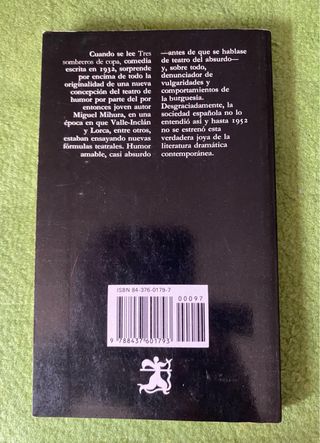 Cuando se lee Tres
sombreros de copa, comedia
escrita en 1932, sorprende
por encima de todo la
originalidad de una nueva
concepción del teatro de
humor por parte del por
entonces joven autor
Miguel Mihura, en una
época en que Valle-Inclán
y Lorca, entre otros,
estaban ensayando nuevas
fórmulas teatrales. Humor
amable, casi absurdo
—antes de que se hablase
de teatro del absurdo—
y, sobre todo,
denunciador de
vulgaridades y
comportamientos de
la burguesía.
Desgraciadamente, la
sociedad española no lo
entendió así y hasta 1952
no se estrenó esta
verdadera joya de la
literatura dramática
contemporánea.
ISBN 84-376-0179-7
00097
9 788437 601793